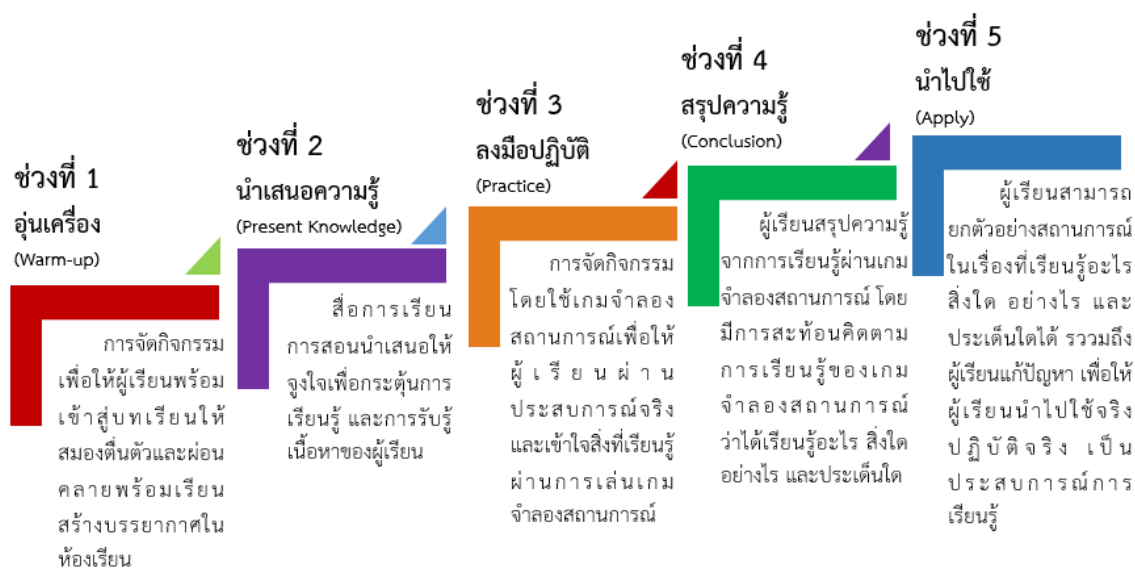 ช่วงที่ 1
อุ่นเครื่อง
(Warm-up)
การจัดกิจกรรม
เพื่อให้ผู้เรียนพร้อม
เข้าสู่บทเรียนให้
สมองตื่นตัวและผ่อน
คลายพร้อมเรียน
สร้างบรรยากาศใน
ห้องเรียน
ช่วงที่ 2
นำเสนอความรู้
(Present Knowledge)
สื่อการเรียน
การสอนนำเสนอให้
จูงใจเพื่อกระตุ้นการ
เรียนรู้ และการรับรู้
เนื้อหาของผู้เรียน
ช่วงที่ 3
ลงมือปฏิบัติ
(Practice)
การจัดกิจกรรม
โดยใช้เกมจำลอง
สถานการณ์เพื่อให้
ผู้เรียนผ่าน
ประสบการณ์จริง
และเข้าใจสิ่งที่เรียนรู้
ผ่านการเล่นเกม
จำลองสถานการณ์
ช่วงที่ 4
สรุปความรู้
(Conclusion)
ผู้เรียนสรุปความรู้
จากการเรียนรู้ผ่านเกม
จำลองสถานการณ์ โดย
มีการสะท้อนคิดตาม
การเรียนรู้ของเกม
จำลองสถานการณ์
ว่าได้เรียนรู้อะไร สิ่งใด
อย่างไร และประเด็นใด
ช่วงที่ 5
นำไปใช้
(Apply)
ผู้เรียนสามารถ
ยกตัวอย่างสถานการณ์
ในเรื่องที่เรียนรู้อะไร
สิ่งใด อย่างไร และ
ประเด็นใดได้ รววมถึง
ผู้เรียนแก้ปัญหา เพื่อให้
ผู้เรียนนำไปใช้จริง
ปฏิบัติจริง เป็น
ประสบการณ์การ
เรียนรู้